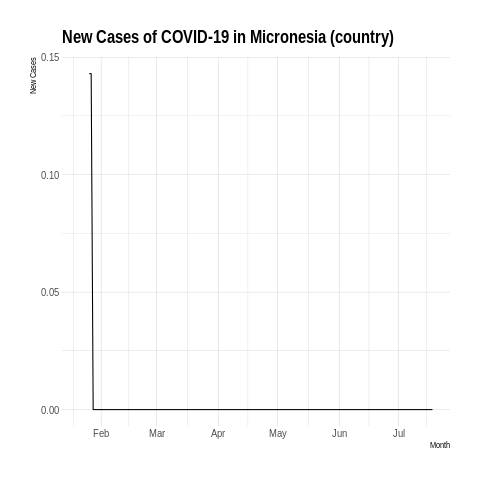 New Cases of COVID-19 in Micronesia (country)
New Cases
0.15
0.10
0.05
0.00
Feb Mar Apr May Jun Jul
Month